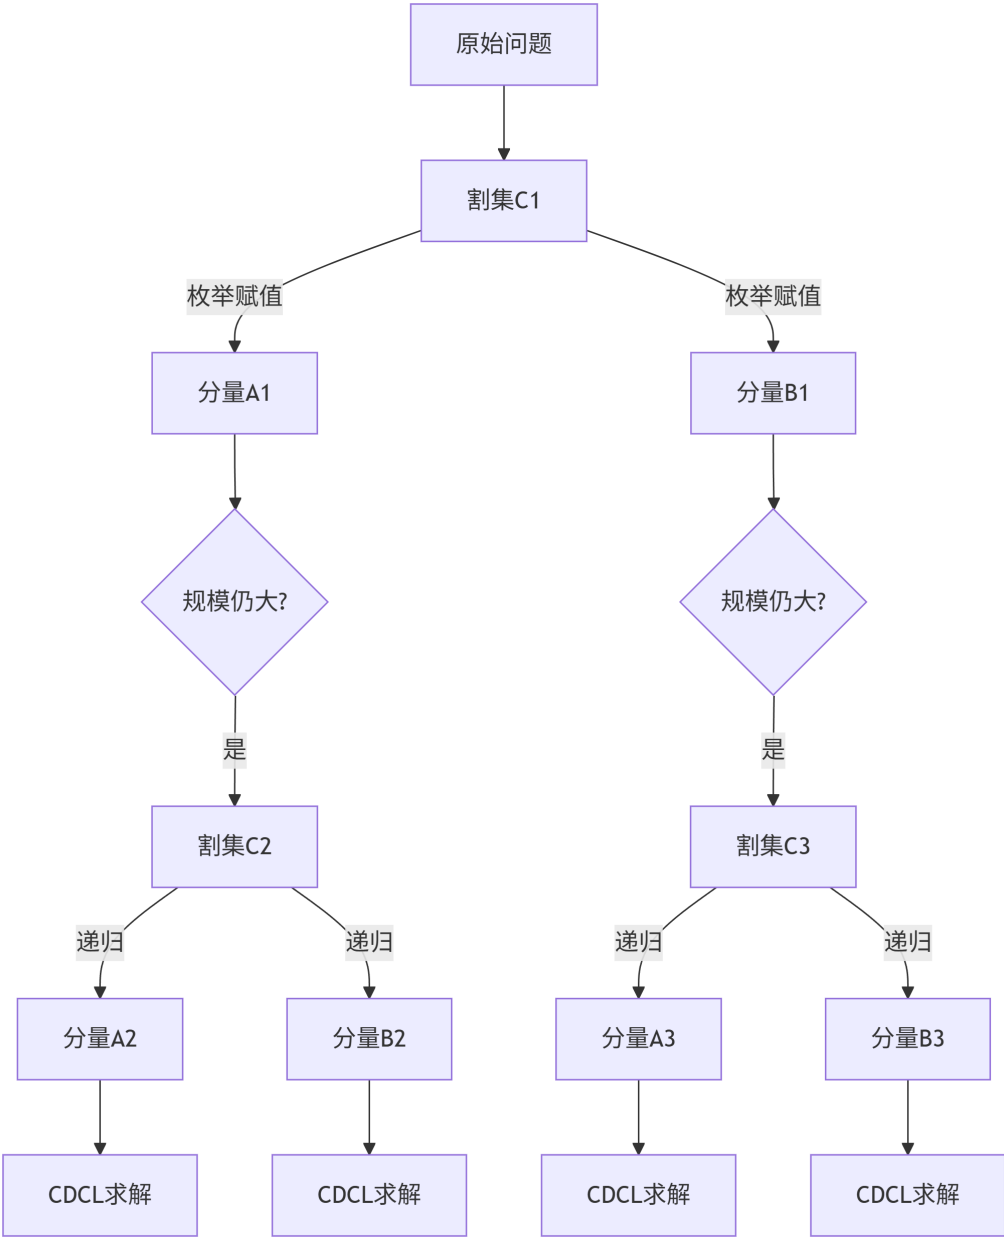 原始问题
割集C1
枚举赋值
枚举赋值
分量A1
分量B1
规模仍大?
规模仍大?
是
是
割集C2
割集C3
递归
递归
递归
递归
分量A2
分量B2
分量A3
分量B3
CDCL求解
CDCL求解
CDCL求解
CDCL求解